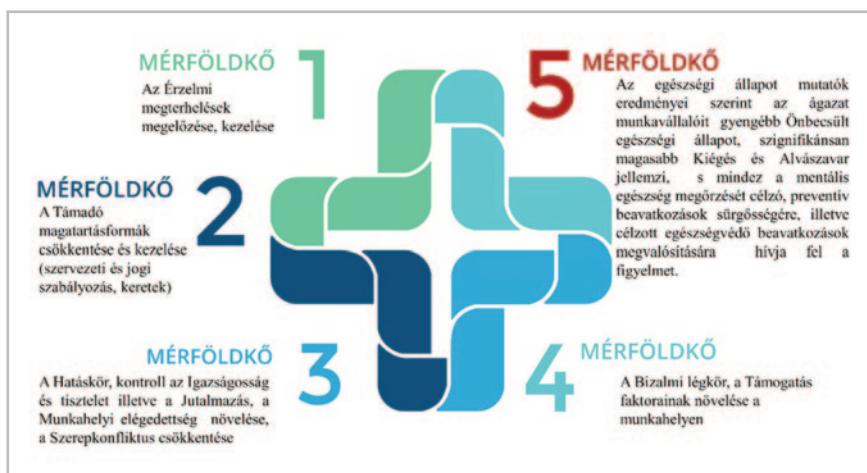 MÉRFÖLDKŐ 1
Az Érzelmi
megterhelések
megelőzése, kezelése
MÉRFÖLDKŐ 2
A Támadó
magatartásformák
csökkentése és kezelése
(szervezeti és jogi
szabályozás, keretek)
MÉRFÖLDKŐ 3
A Hatáskör, kontroll az Igazságosság
és tisztelet illetve a Jutalmazás, a
Munkahelyi elégedettség növelése,
a Szerepkonfliktus csökkentése
4 MÉRFÖLDKŐ
A Bizalmi légkör, a Támogatás
faktorainak növelése a
munkahelyen
5 MÉRFÖLDKŐ
Az egészségi állapot mutatók
eredményei szerint az ágazat
munkavállalóit gyengébb Önbecsült
egészségi állapot, szignifikánsan
magasabb Kiégés és Alvászavar
jellemzi, s mindez a mentális
egészség megőrzését célzó, preventív
beavatkozások sürgősségére, illetve
célzott egészségvédő beavatkozások
megvalósítására hívja fel a
figyelmet.